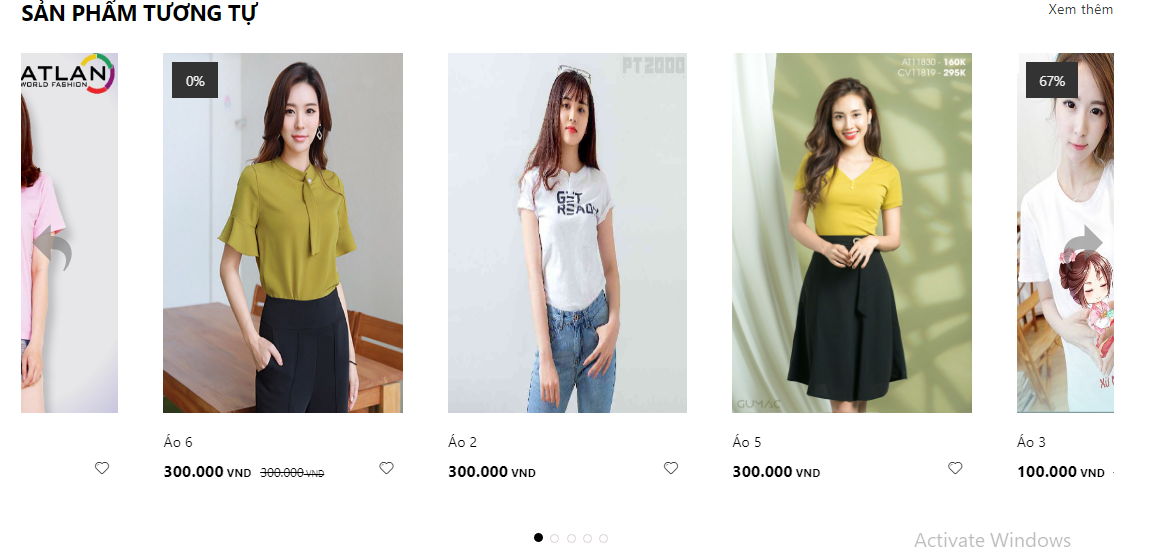 SẢN PHẨM TƯƠNG TỰ
Xem thêm
ATLAN
WORLD FASHION
0%
PT2000
GET
READY
AT11830 - 160K
CV11819 - 295K
GUMAC
67%
Áo 6
300.000 VND 300.000 VND
Áo 2
300.000 VND
Áo 5
300.000 VND
Áo 3
100.000 VND
Activate Windows